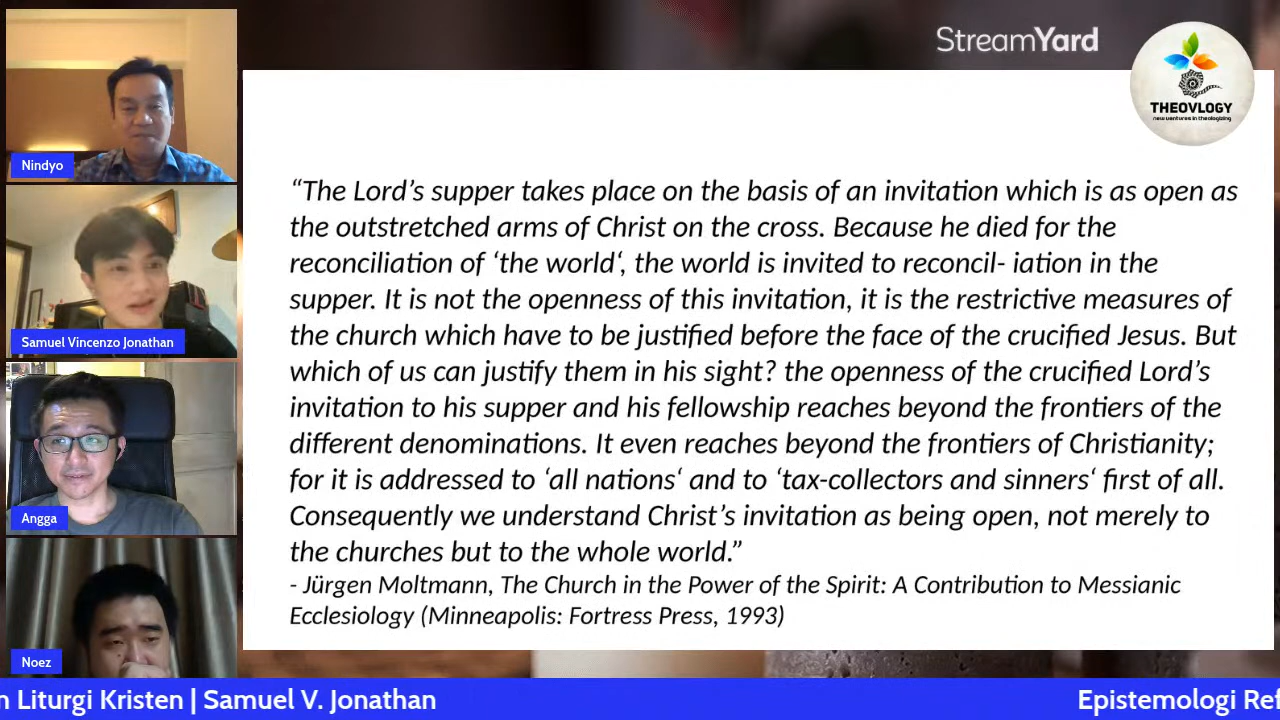 StreamYard
THEOVLOGY
new ventures in theologizing
Nindyo
Samuel Vincenzo Jonathan
Angga
Noez
“The Lord’s supper takes place on the basis of an invitation which is as open as
the outstretched arms of Christ on the cross. Because he died for the
reconciliation of ‘the world‘, the world is invited to reconcil- iation in the
supper. It is not the openness of this invitation, it is the restrictive measures of
the church which have to be justified before the face of the crucified Jesus. But
which of us can justify them in his sight? the openness of the crucified Lord’s
invitation to his supper and his fellowship reaches beyond the frontiers of the
different denominations. It even reaches beyond the frontiers of Christianity;
for it is addressed to ‘all nations‘ and to ‘tax-collectors and sinners‘ first of all.
Consequently we understand Christ’s invitation as being open, not merely to
the churches but to the whole world.”
- Jürgen Moltmann, The Church in the Power of the Spirit: A Contribution to Messianic
Ecclesiology (Minneapolis: Fortress Press, 1993)
n Liturgi Kristen | Samuel V. Jonathan
Epistemologi Ref